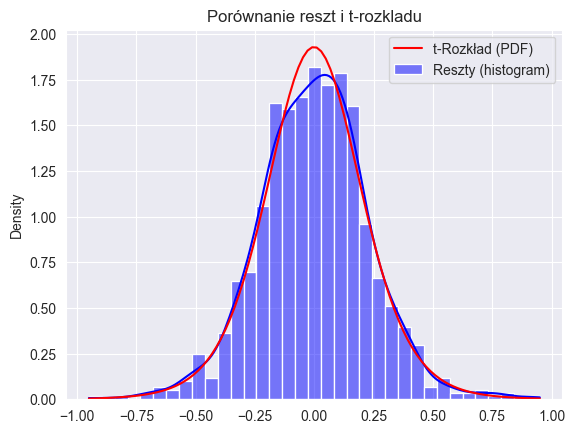 Porównanie reszt i t-rozkladu
t-Rozkład (PDF)
Reszty (histogram)
Density
2.00
1.75
1.50
1.25
1.00
0.75
0.50
0.25
0.00
−1.00 −0.75 −0.50 −0.25 0.00 0.25 0.50 0.75 1.00